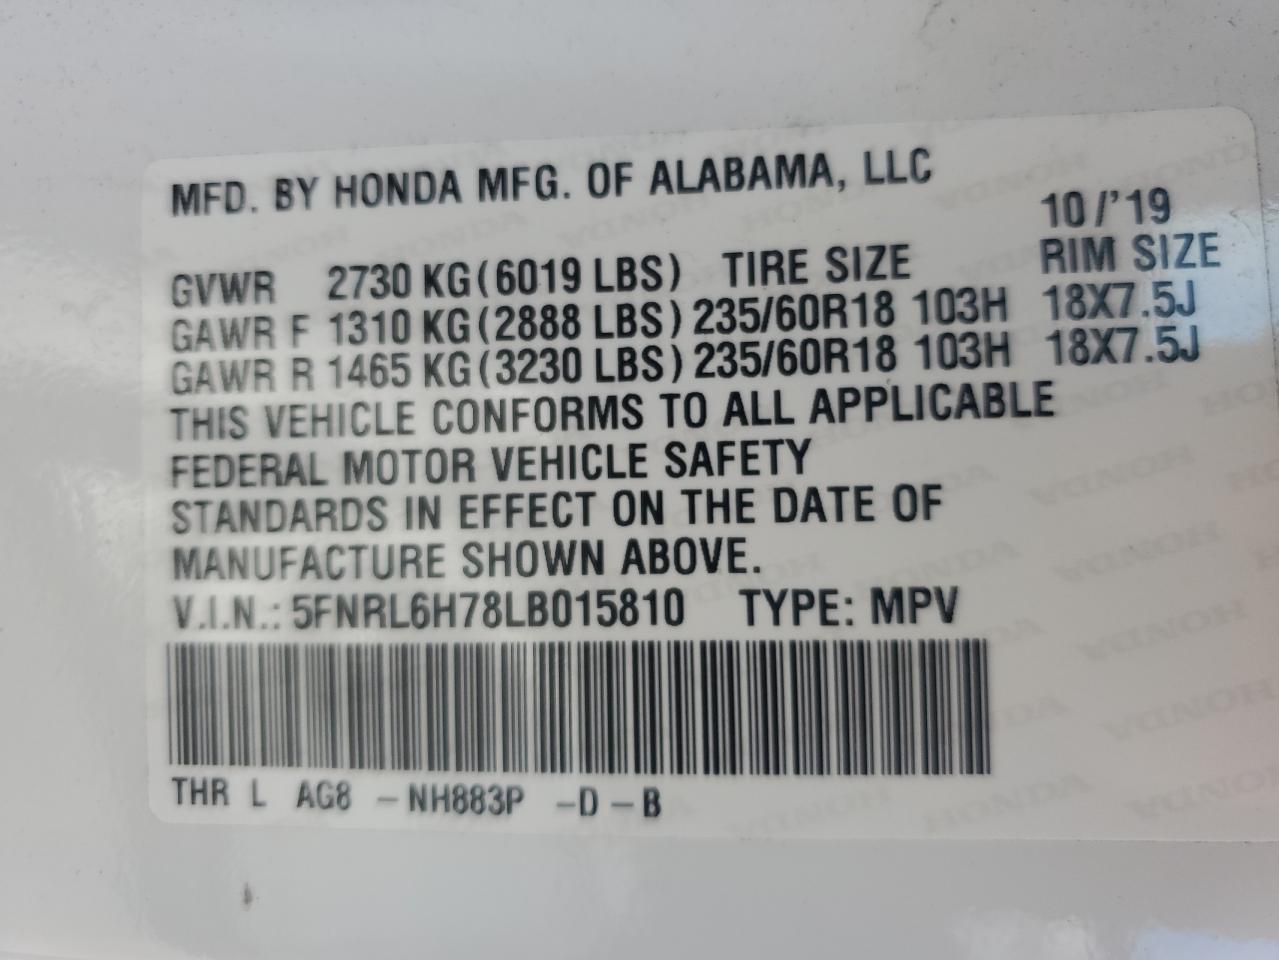 MFD. BY HONDA MFG. OF ALABAMA, LLC
10/'19
GVWR 2730 KG(6019 LBS) TIRE SIZE RIM SIZE
GAWR F 1310 KG(2888 LBS) 235/60R18 103H 18X7.5J
GAWR R 1465 KG(3230 LBS) 235/60R18 103H 18X7.5J
THIS VEHICLE CONFORMS TO ALL APPLICABLE
FEDERAL MOTOR VEHICLE SAFETY
STANDARDS IN EFFECT ON THE DATE OF
MANUFACTURE SHOWN ABOVE.
V.I.N.: 5FNRL6H78LB015810 TYPE: MPV
THR L AG8 -NH883P -D-B